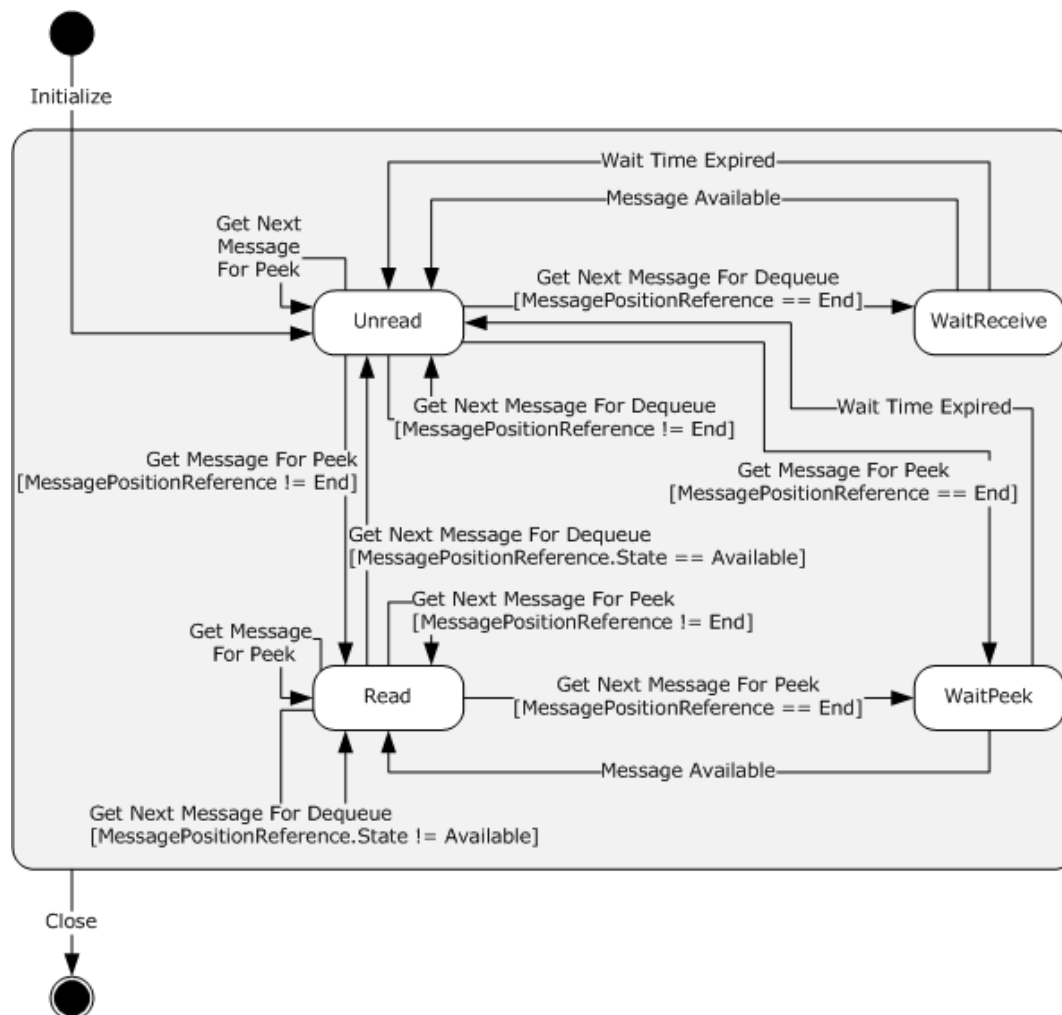 Initialize
Wait Time Expired
Message Available
Get Next
Message
For Peek
Get Next Message For Dequeue
[MessagePositionReference == End]
Unread
WaitReceive
Get Next Message For Dequeue
[MessagePositionReference != End]
Wait Time Expired
Get Message For Peek
[MessagePositionReference != End]
Get Message For Peek
[MessagePositionReference == End]
Get Next Message For Dequeue
[MessagePositionReference.State == Available]
Get Next Message For Peek
[MessagePositionReference != End]
Get Message
For Peek
Read
Get Next Message For Peek
[MessagePositionReference == End]
WaitPeek
Message Available
Get Next Message For Dequeue
[MessagePositionReference.State != Available]
Close